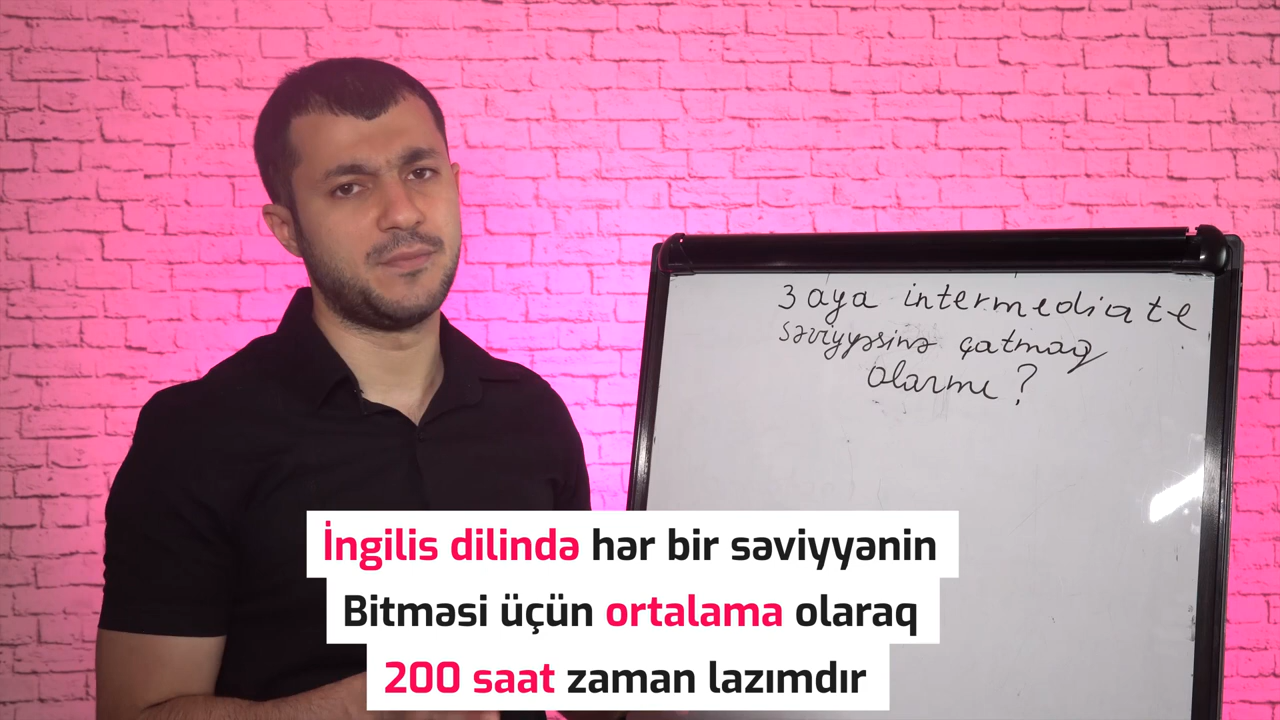 3 aya intermediate
səviyyəsinə çatmaq
olarmı?
İngilis dilində hər bir səviyyənin
Bitməsi üçün ortalama olaraq
200 saat zaman lazımdır